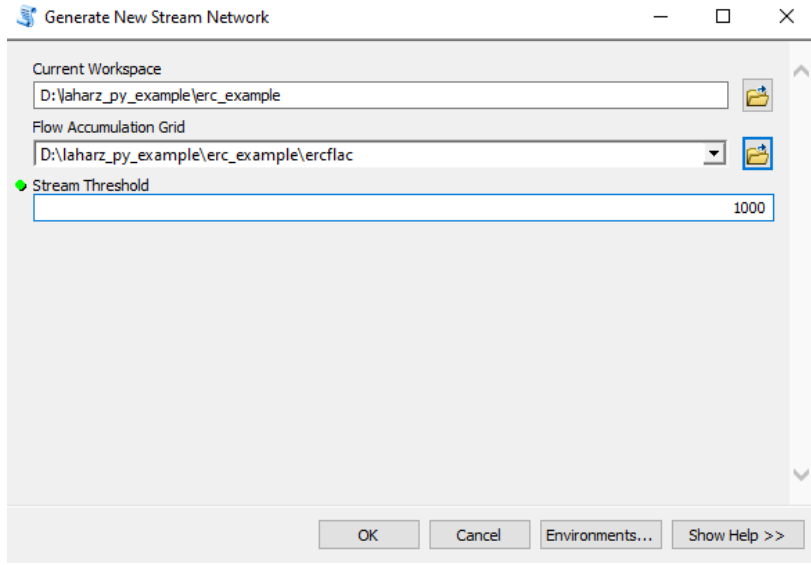 Generate New Stream Network
Current Workspace
D:\laharz_py_example\erc_example
Flow Accumulation Grid
D:\laharz_py_example\erc_example\ercflac
Stream Threshold
1000
OK Cancel Environments... Show Help >>